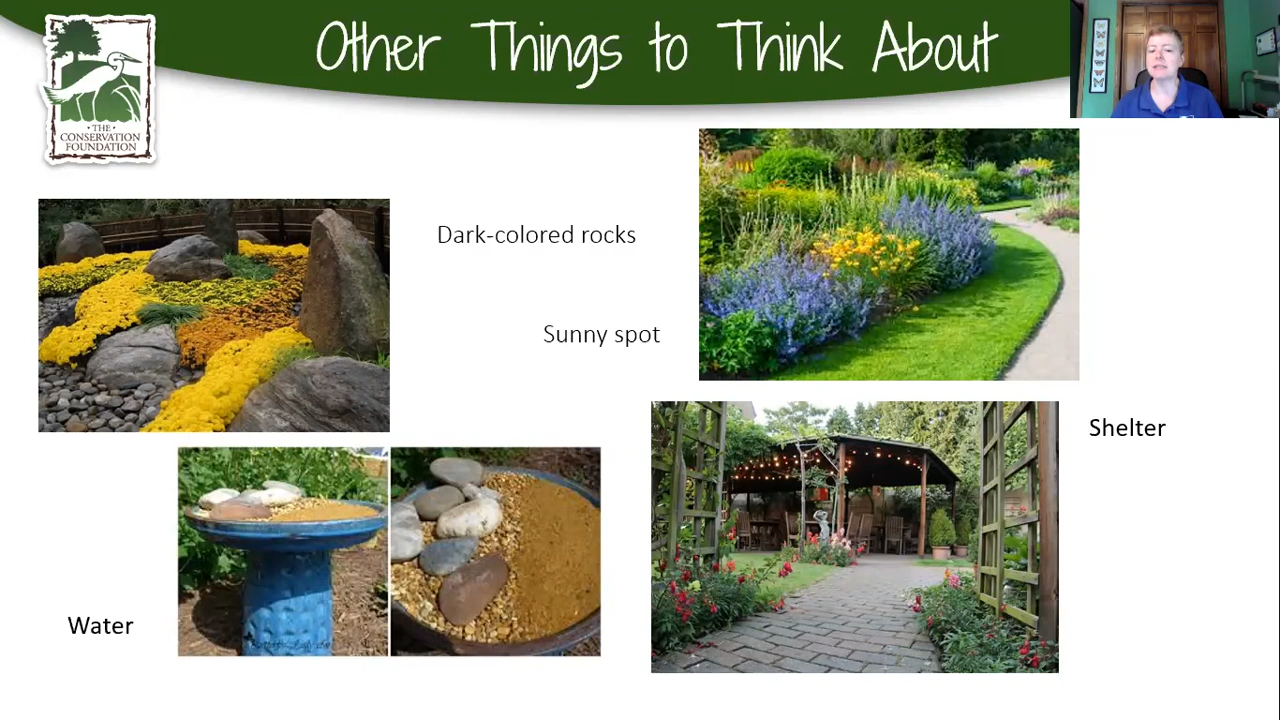 Other Things to Think About
• THE •
CONSERVATION
FOUNDATION
Dark-colored rocks
Sunny spot
Shelter
Water